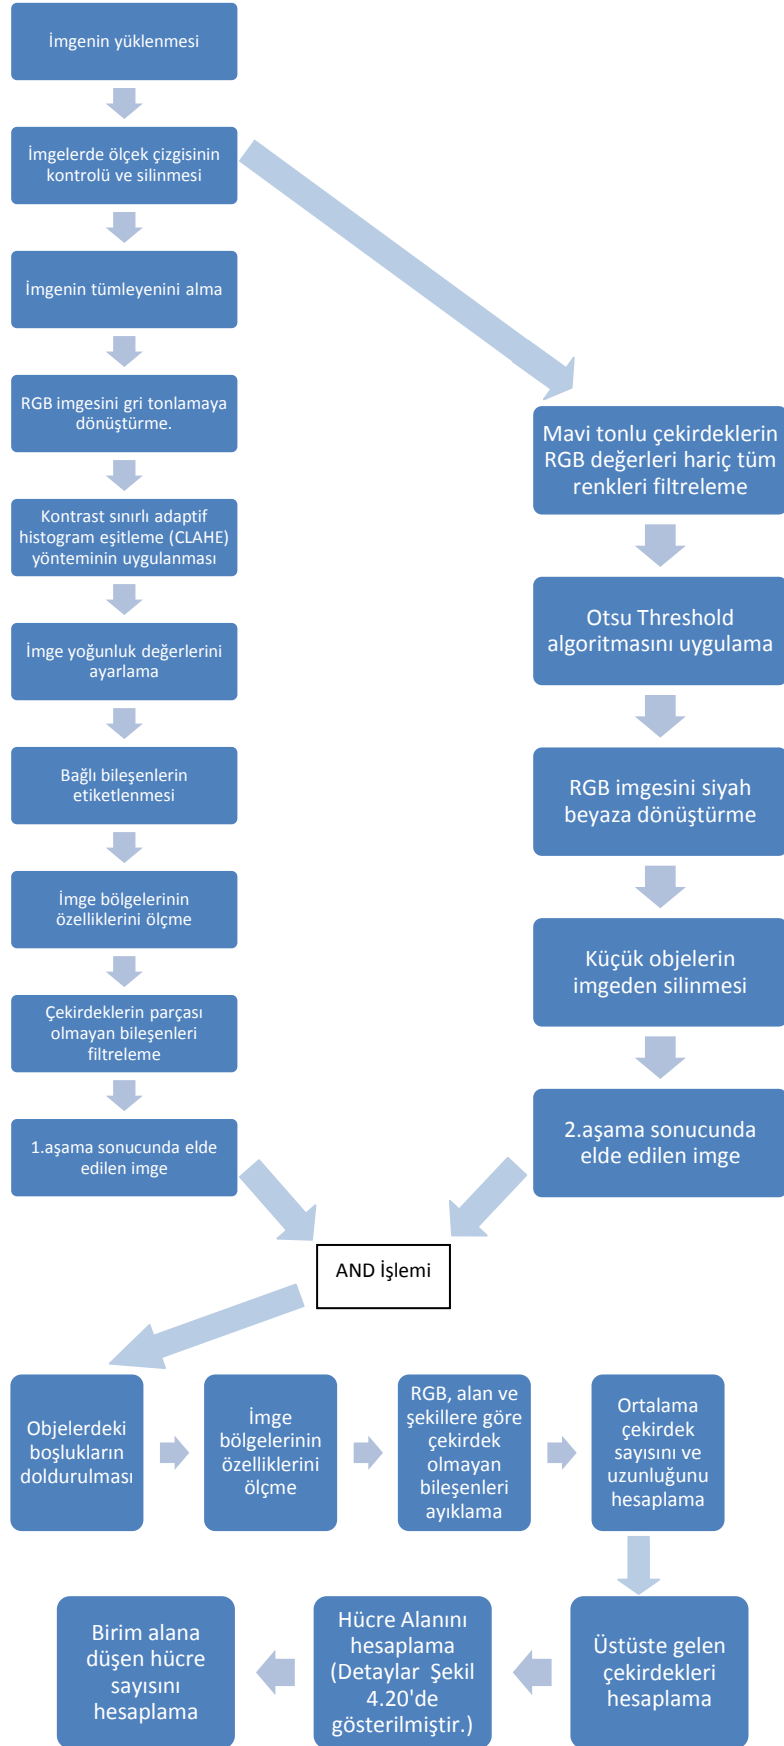 İmgenin yüklenmesi
İmgelerde ölçek çizgisinin
kontrolü ve silinmesi
İmgenin tümleyenini alma
RGB imgesini gri tonlamaya
dönüştürme.
Kontrast sınırlı adaptif
histogram eşitleme (CLAHE)
yönteminin uygulanması
İmge yoğunluk değerlerini
ayarlama
Bağlı bileşenlerin
etiketlenmesi
İmge bölgelerinin
özelliklerini ölçme
Çekirdeklerin parçası
olmayan bileşenleri
filtreleme
1.aşama sonucunda elde
edilen imge
Mavi tonlu çekirdeklerin
RGB değerleri hariç tüm
renkleri filtreleme
Otsu Threshold
algoritmasını uygulama
RGB imgesini siyah
beyaza dönüştürme
Küçük objelerin
imgeden silinmesi
2.aşama sonucunda
elde edilen imge
AND İşlemi
Objelerdeki
boşlukların
doldurulması
İmge
bölgelerinin
özelliklerini
ölçme
RGB, alan ve
şekillere göre
çekirdek
olmayan
bileşenleri
ayıklama
Ortalama
çekirdek
sayısını ve
uzunluğunu
hesaplama
Üstüste gelen
çekirdekleri
hesaplama
Hücre Alanını
hesaplama
(Detaylar Şekil
4.20'de
gösterilmiştir.)
Birim alana
düşen hücre
sayısını
hesaplama